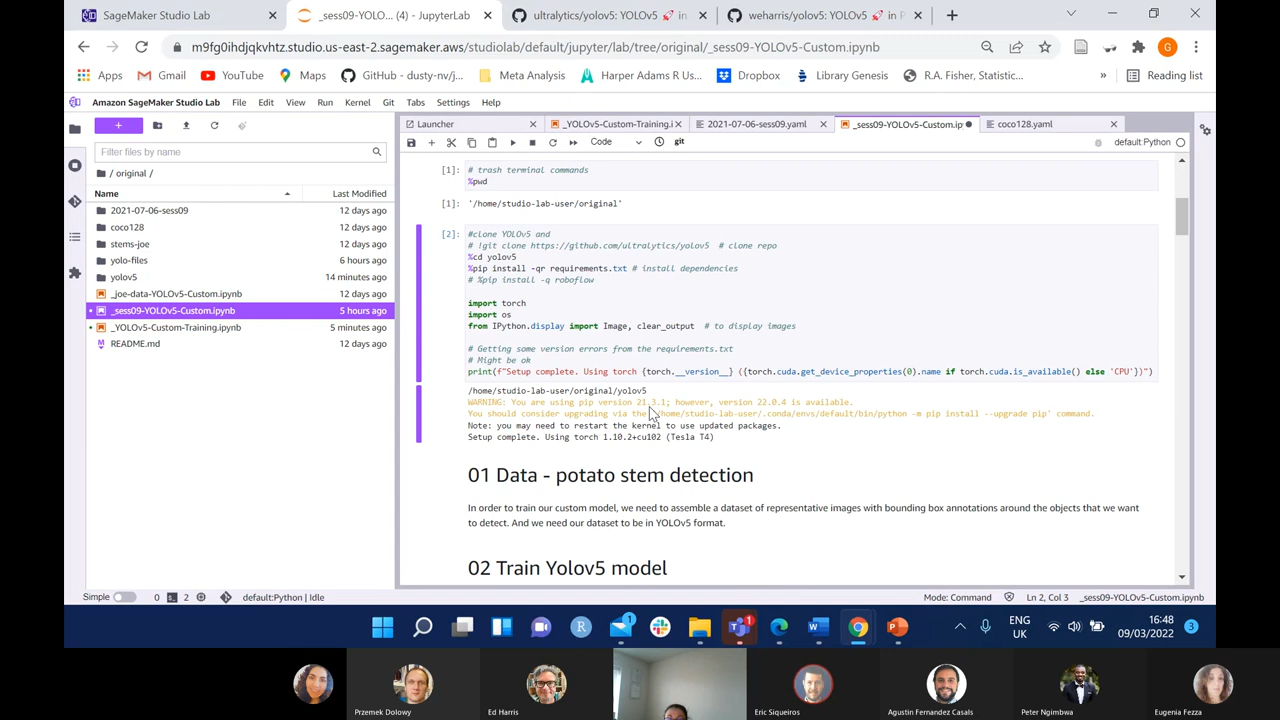 SageMaker Studio Lab
_sess09-YOLO... (4) - JupyterLab
ultralytics/yolov5: YOLOv5 🚀 in
weharris/yolov5: YOLOv5 🚀 in P
m9fg0ihdjqkvhtz.studio.us-east-2.sagemaker.aws/studiolab/default/jupyter/lab/tree/original/_sess09-YOLOv5-Custom.ipynb
G
Apps
Gmail
YouTube
Maps
GitHub - dusty-nv/j...
Meta Analysis
Harper Adams R Us...
Dropbox
Library Genesis
R.A. Fisher, Statistic...
»
Reading list
Amazon SageMaker Studio Lab
File
Edit
View
Run
Kernel
Git
Tabs
Settings
Help
Launcher
_YOLOv5-Custom-Training.i
2021-07-06-sess09.yaml
_sess09-YOLOv5-Custom.ip
coco128.yaml
Code
git
default:Python
Filter files by name
/ original /
Name
Last Modified
2021-07-06-sess09 12 days ago
coco128 12 days ago
stems-joe 12 days ago
yolo-files 6 hours ago
yolov5 14 minutes ago
_joe-data-YOLOv5-Custom.ipynb 12 days ago
_sess09-YOLOv5-Custom.ipynb 5 hours ago
_YOLOv5-Custom-Training.ipynb 5 minutes ago
README.md 12 days ago
[1]: # trash terminal commands
%pwd
[1]: '/home/studio-lab-user/original'
[2]: #clone YOLOv5 and
# !git clone https://github.com/ultralytics/yolov5 # clone repo
%cd yolov5
%pip install -qr requirements.txt # install dependencies
# %pip install -q roboflow
import torch
import os
from IPython.display import Image, clear_output # to display images
# Getting some version errors from the requirements.txt
# Might be ok
print(f"Setup complete. Using torch {torch.__version__} ({torch.cuda.get_device_properties(0).name if torch.cuda.is_available() else 'CPU'})")
/home/studio-lab-user/original/yolov5
WARNING: You are using pip version 21.3.1; however, version 22.0.4 is available.
You should consider upgrading via the '/home/studio-lab-user/.conda/envs/default/bin/python -m pip install --upgrade pip' command.
Note: you may need to restart the kernel to use updated packages.
Setup complete. Using torch 1.10.2+cu102 (Tesla T4)
01 Data - potato stem detection
In order to train our custom model, we need to assemble a dataset of representative images with bounding box annotations around the objects that we want
to detect. And we need our dataset to be in YOLOv5 format.
02 Train Yolov5 model
Simple
0
2
default:Python | Idle
Mode: Command
Ln 2, Col 3
_sess09-YOLOv5-Custom.ipynb
ENG
UK
16:48
09/03/2022
3
Przemek Dolowy
Ed Harris
Eric Siqueiros
Agustin Fernandez Casals
Peter Ngimbwa
Eugenia Fezza